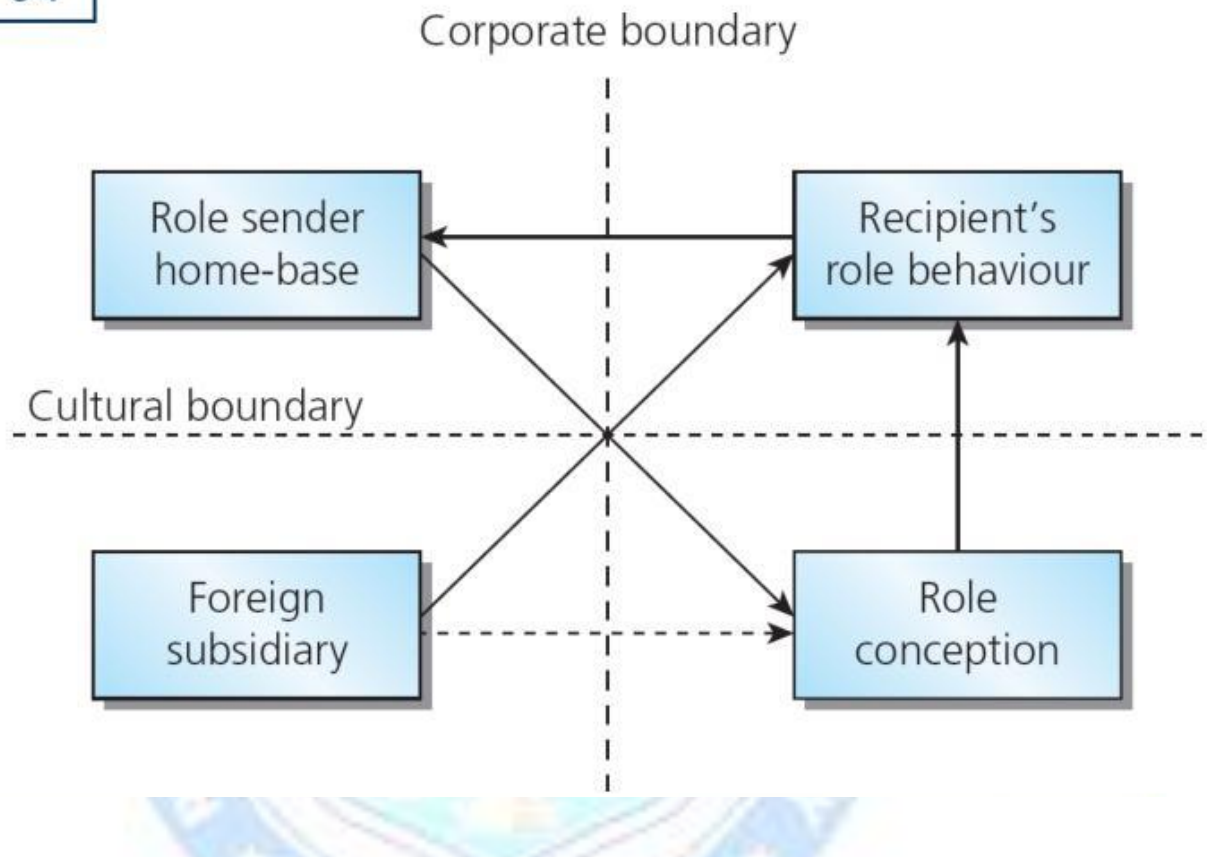 Corporate boundary
Role sender
home-base
Recipient's
role behaviour
Cultural boundary
Foreign
subsidiary
Role
conception